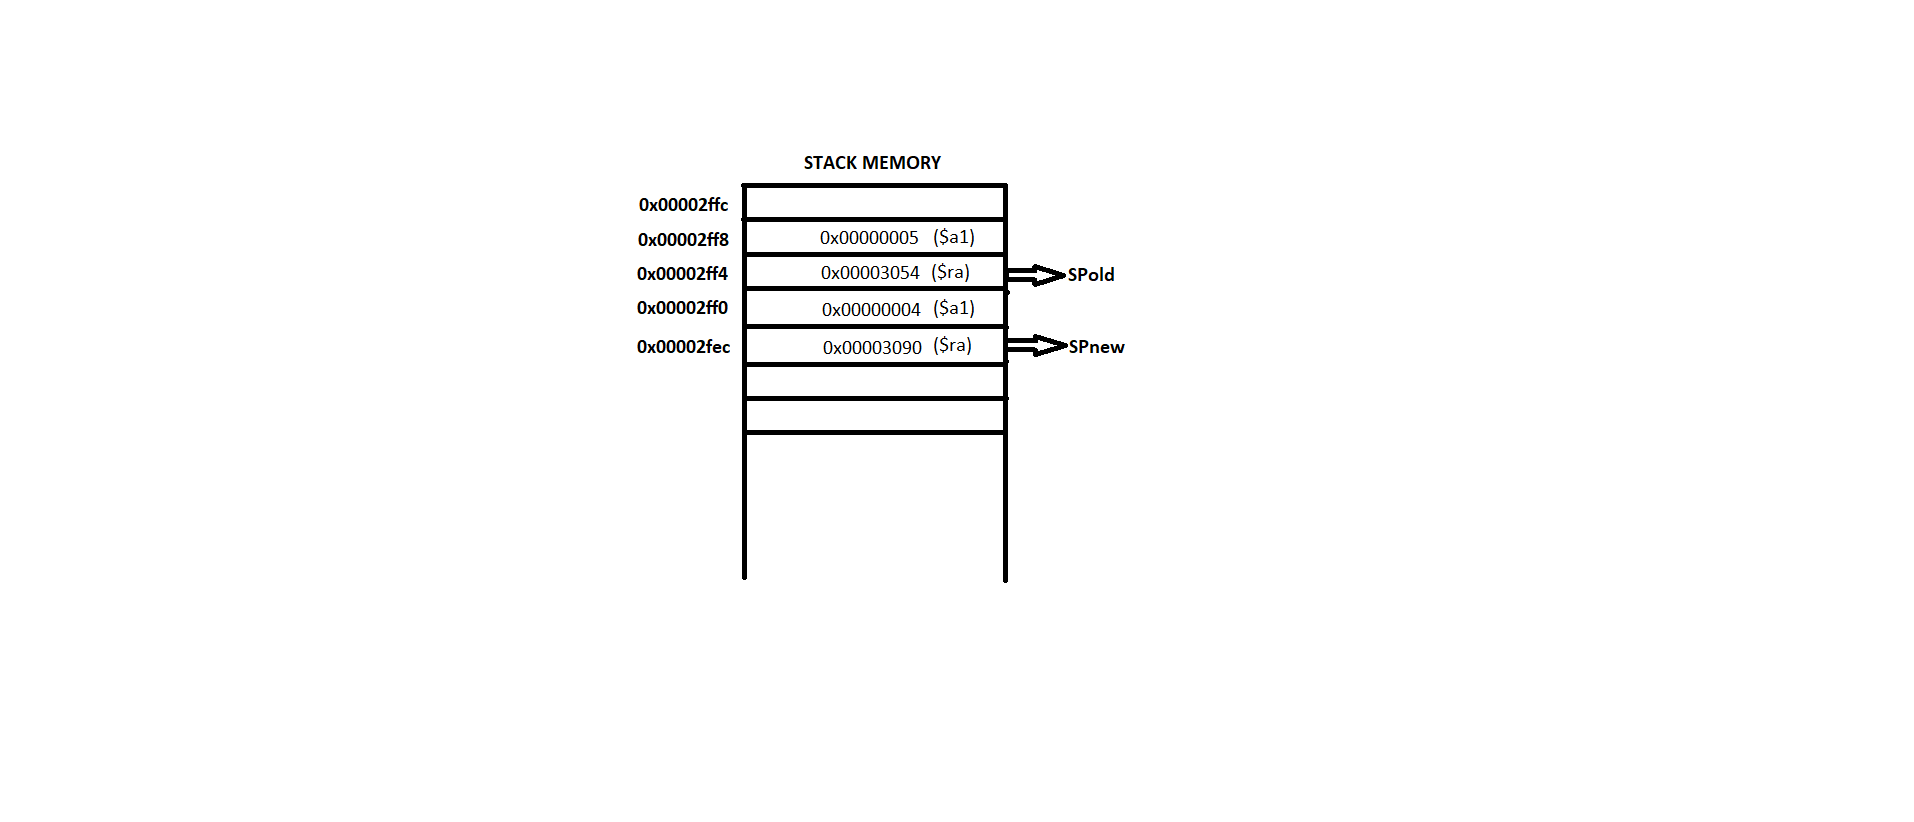 STACK MEMORY
0x00002ffc
0x00002ff8 0x00000005 ($a1)
0x00002ff4 0x00003054 ($ra) SPold
0x00002ff0 0x00000004 ($a1)
0x00002fec 0x00003090 ($ra) SPnew